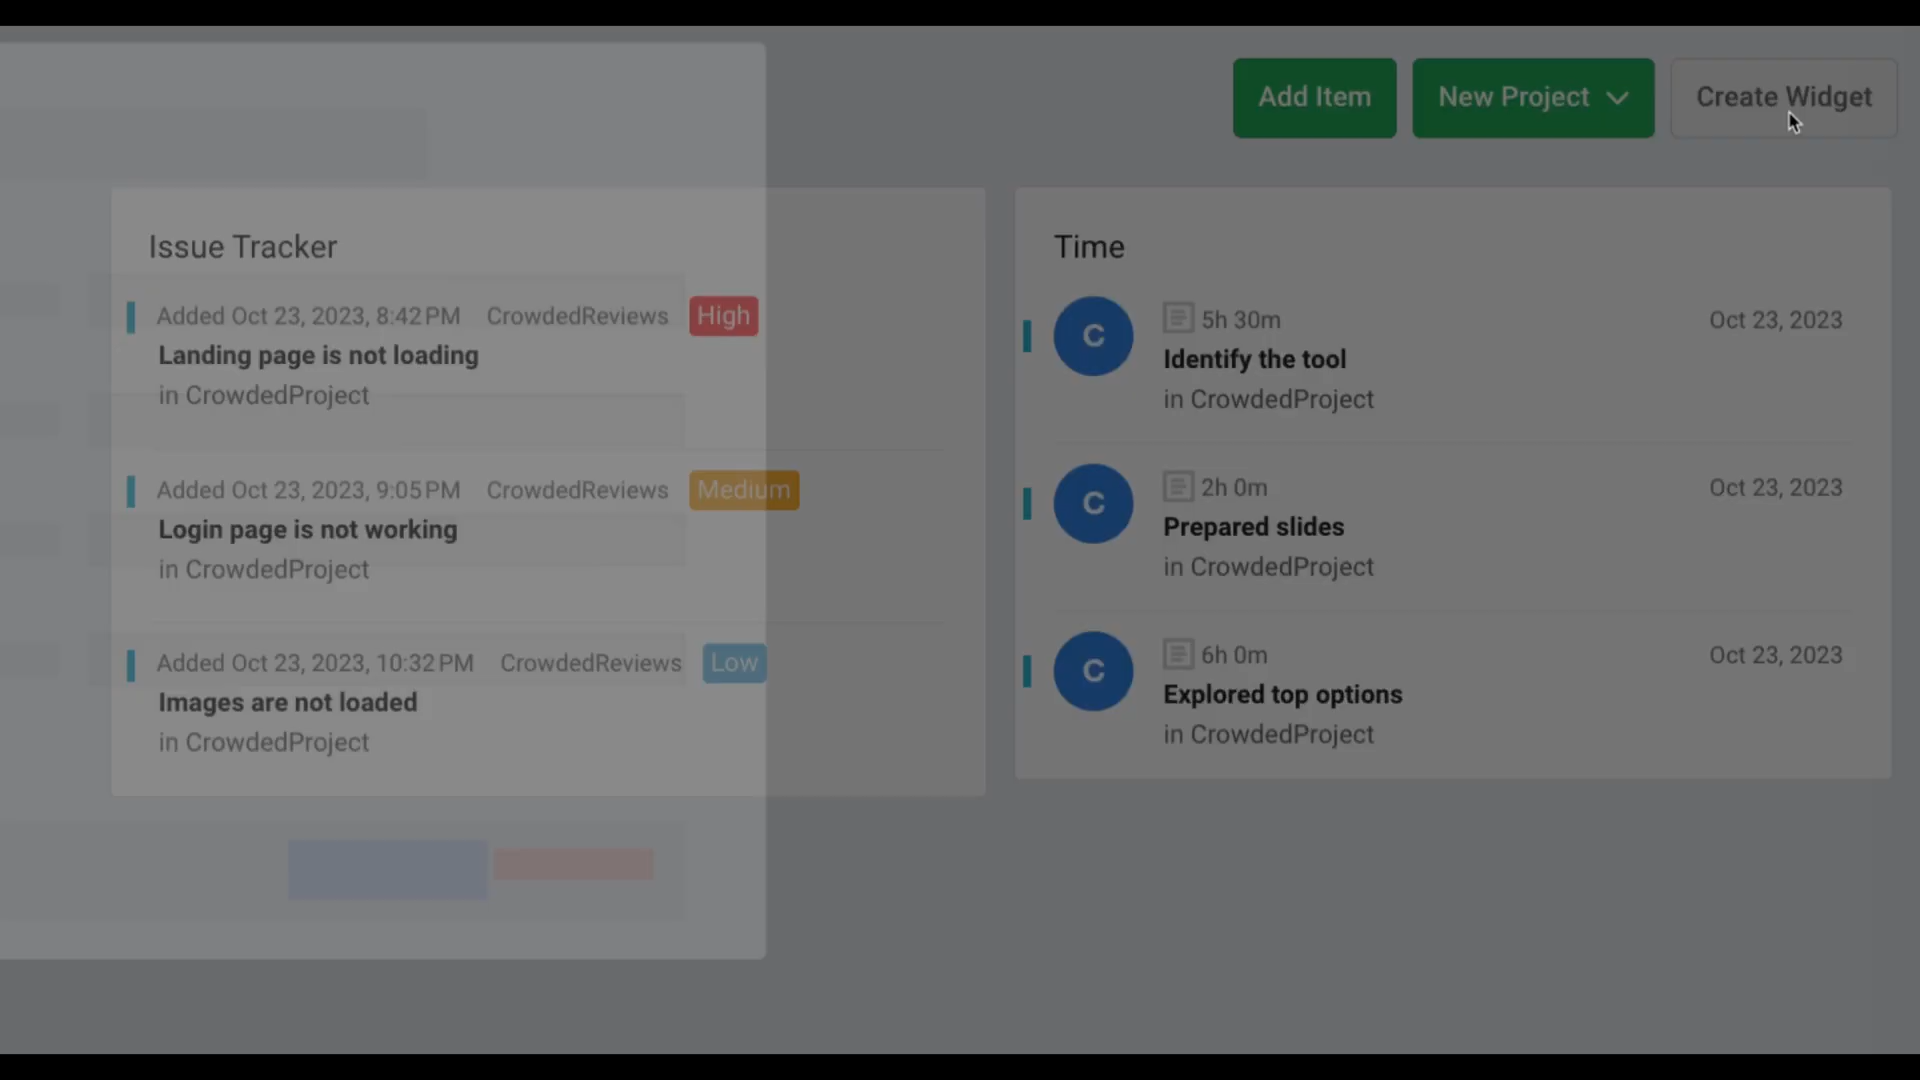 Add Item
New Project
Create Widget
Issue Tracker
Added Oct 23, 2023, 8:42 PM CrowdedReviews High
Landing page is not loading
in CrowdedProject
Added Oct 23, 2023, 9:05 PM CrowdedReviews Medium
Login page is not working
in CrowdedProject
Added Oct 23, 2023, 10:32 PM CrowdedReviews Low
Images are not loaded
in CrowdedProject
Time
C
5h 30m Oct 23, 2023
Identify the tool
in CrowdedProject
C
2h 0m Oct 23, 2023
Prepared slides
in CrowdedProject
C
6h 0m Oct 23, 2023
Explored top options
in CrowdedProject